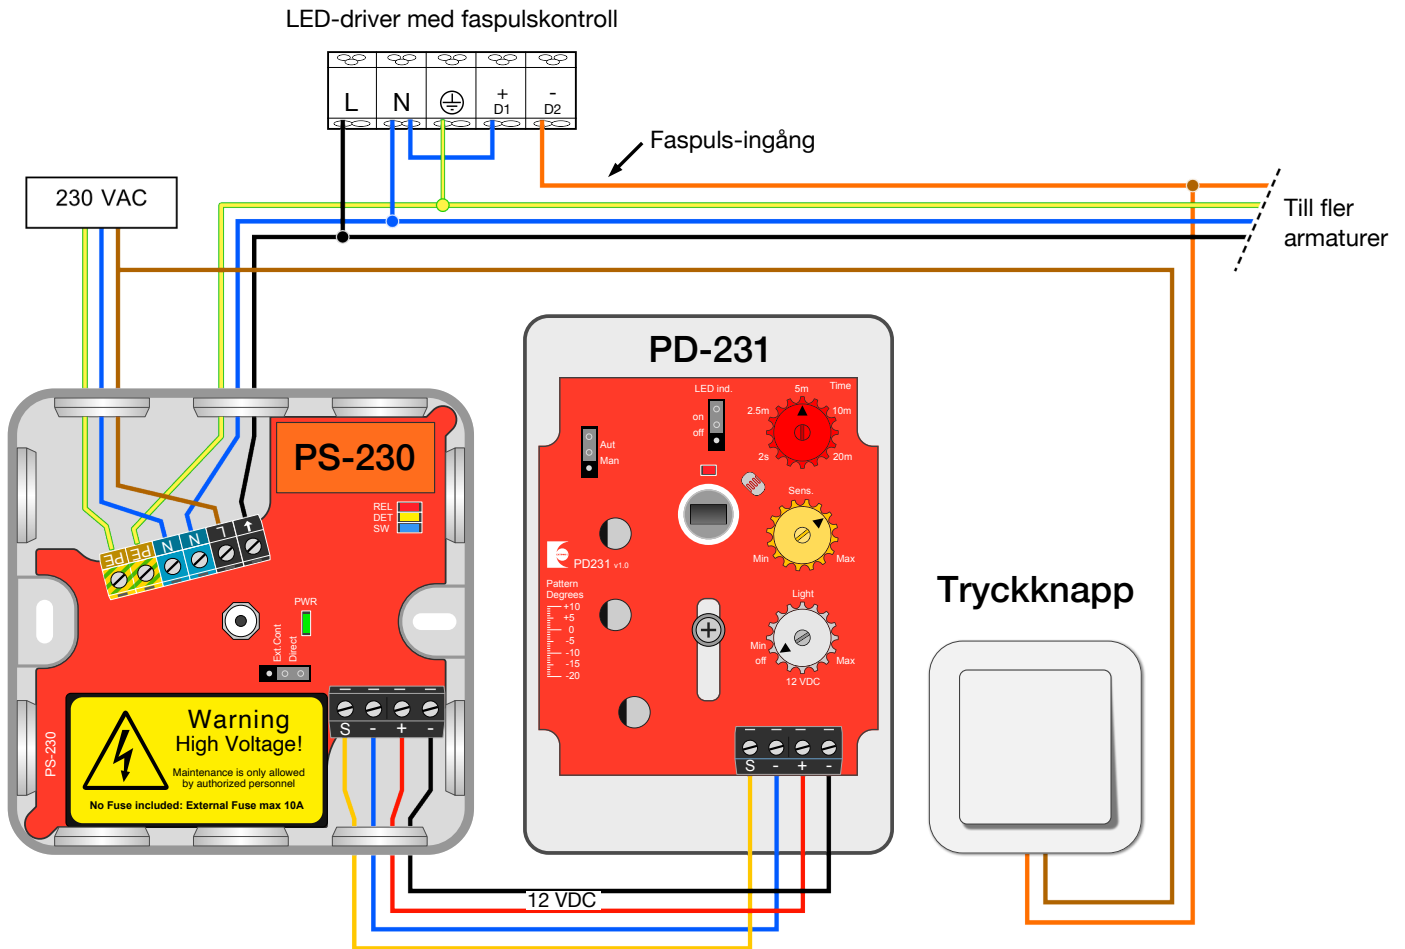 LED-driver med faspulskontroll
L N + -
D1 D2
Faspuls-ingång
230 VAC
Till fler
armaturer
PS-230
REL
DET
SW
PE PE N N L ↑
PWR
Ext.Cont
Direct
PS-230
Warning
High Voltage!
Maintenance is only allowed
by authorized personnel
No Fuse included: External Fuse max 10A
S - + -
12 VDC
PD-231
LED ind.
on
off
Aut
Man
Time
5m
2.5m
10m
2s
20m
Sens.
Min
Max
PD231 v1.0
Pattern
Degrees
+10
+5
0
-5
-10
-15
-20
Light
Min
off
Max
12 VDC
S - + -
Tryckknapp